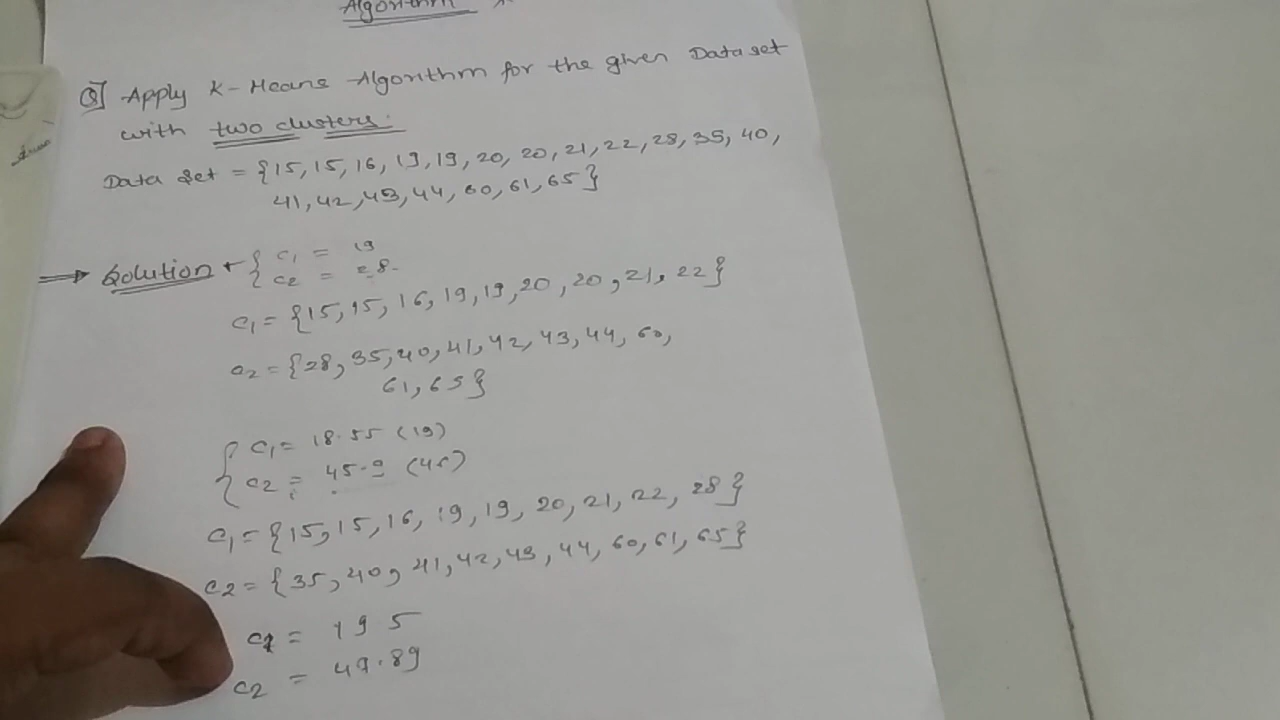 Algorithm
Q] Apply K-Means Algorithm for the given Data set
with two clusters.
Data Set = {15, 15, 16, 19, 19, 20, 20, 21, 22, 28, 35, 40,
41, 42, 43, 44, 60, 61, 65}
Solution { C1 = 19
{ C2 = 28.
C1 = {15, 15, 16, 19, 19, 20, 20, 21, 22}
C2 = {28, 35, 40, 41, 42, 43, 44, 60,
61, 65}
{ C1 = 18.55 (19)
C2 = 45.9 (46)
C1 = {15, 15, 16, 19, 19, 20, 21, 22, 28}
C2 = {35, 40, 41, 42, 43, 44, 60, 61, 65}
C1 = 19.5
C2 = 47.89